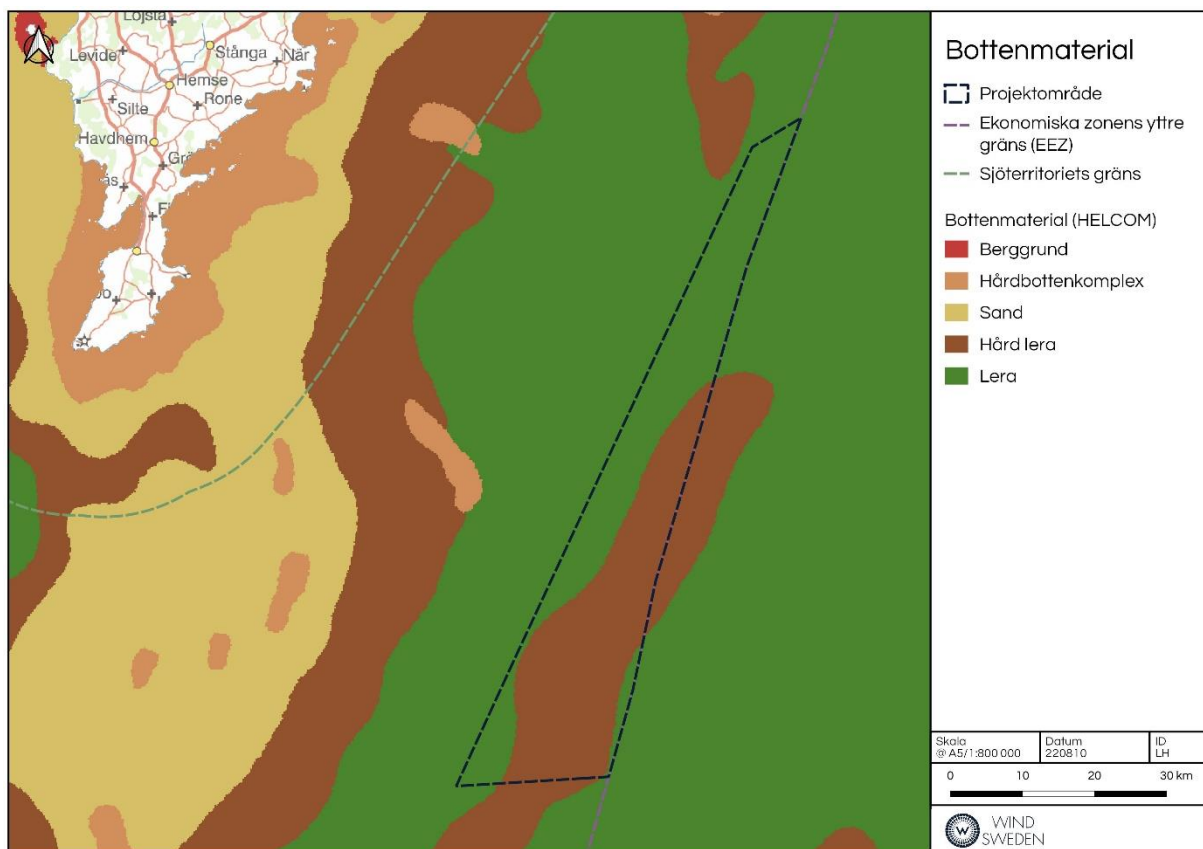 Lojsta
Levide
Stånga
När
Hemse
Silte
Rone
Havdhem
Bottenmaterial
Projektområde
Ekonomiska zonens yttre
gräns (EEZ)
Sjöterritoriets gräns
Bottenmaterial (HELCOM)
Berggrund
Hårdbottenkomplex
Sand
Hård lera
Lera
Skala
@ A5/1:800 000
Datum
220810
ID
LH
0 10 20 30 km
W
WIND
SWEDEN